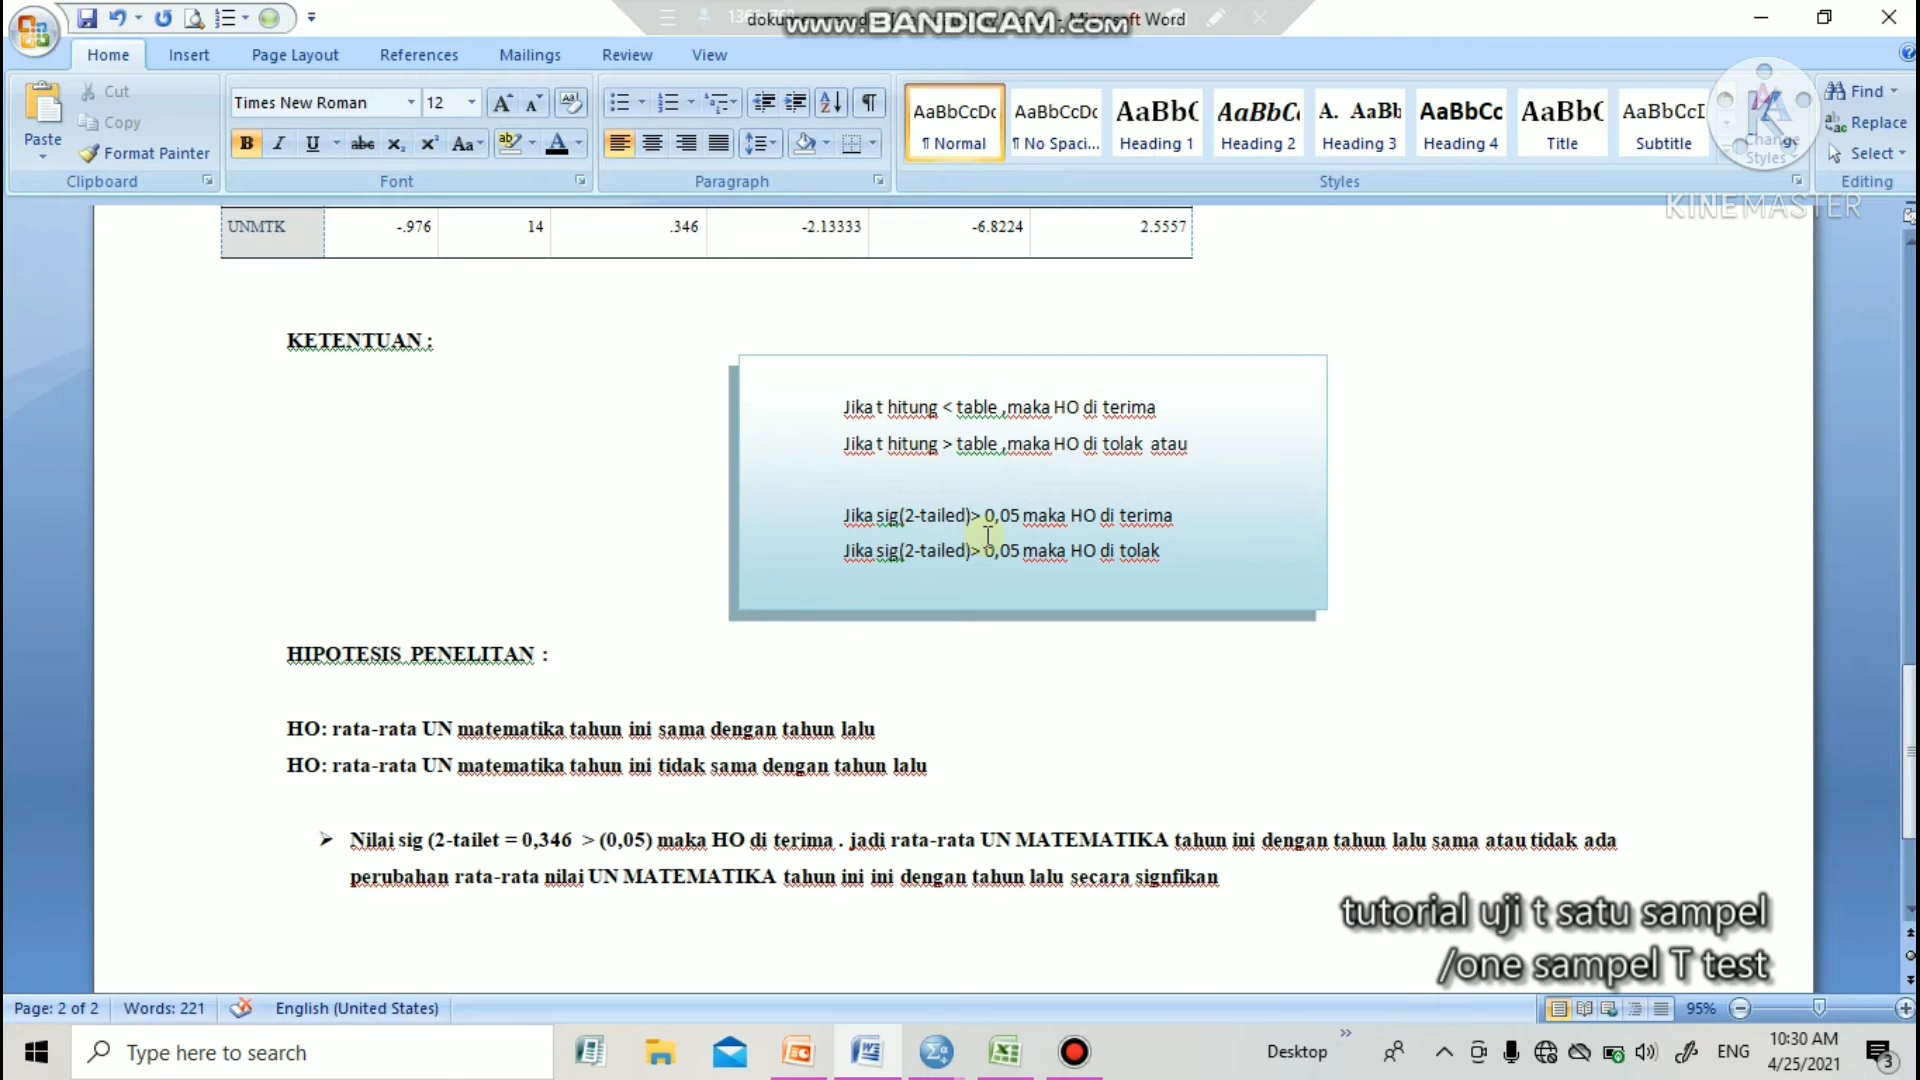 dokum
- Microsoft Word
www.BANDICAM.com
Home Insert Page Layout References Mailings Review View
Paste
Cut
Copy
Format Painter
Clipboard
Times New Roman 12
Font
Paragraph
AaBbCcDc AaBbCcDc AaBbC AaBbC A. AaBb AaBbCc AaBbC AaBbCcI
¶ Normal ¶ No Spaci... Heading 1 Heading 2 Heading 3 Heading 4 Title Subtitle
Change Styles
Styles
Find
Replace
Select
Editing
KINEMASTER
UNMTK -.976 14 .346 -2.13333 -6.8224 2.5557
KETENTUAN :
Jika t hitung < table ,maka HO di terima
Jika t hitung > table ,maka HO di tolak atau
Jika sig(2-tailed)> 0,05 maka HO di terima
Jika sig(2-tailed)> 0,05 maka HO di tolak
HIPOTESIS PENELITAN :
HO: rata-rata UN matematika tahun ini sama dengan tahun lalu
HO: rata-rata UN matematika tahun ini tidak sama dengan tahun lalu
➢ Nilai sig (2-tailet = 0,346 > (0,05) maka HO di terima . jadi rata-rata UN MATEMATIKA tahun ini dengan tahun lalu sama atau tidak ada
perubahan rata-rata nilai UN MATEMATIKA tahun ini ini dengan tahun lalu secara signfikan
tutorial uji t satu sampel
/one sampel T test
Page: 2 of 2 Words: 221 English (United States) 95%
Type here to search
Desktop
ENG
10:30 AM
4/25/2021
3